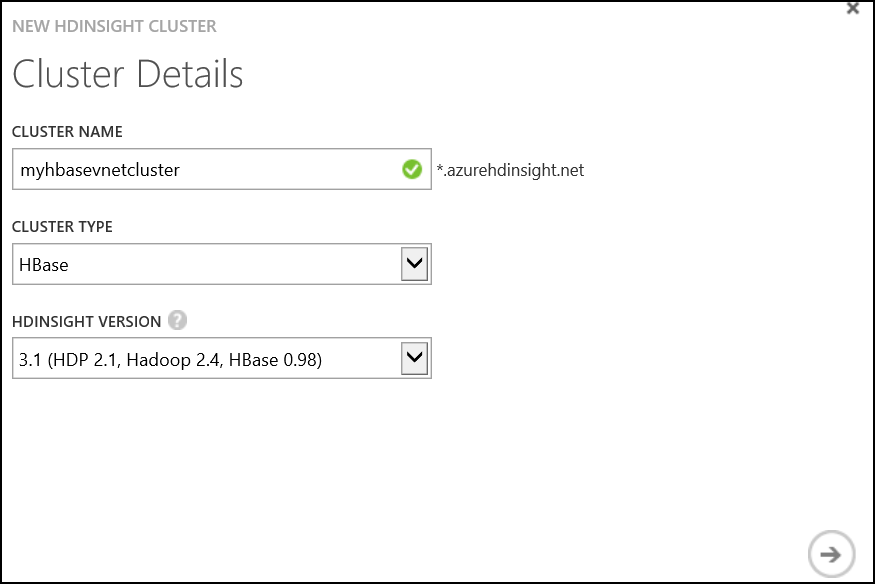 NEW HDINSIGHT CLUSTER
Cluster Details
CLUSTER NAME
myhbasevnetcluster *.azurehdinsight.net
CLUSTER TYPE
HBase
HDINSIGHT VERSION ?
3.1 (HDP 2.1, Hadoop 2.4, HBase 0.98)